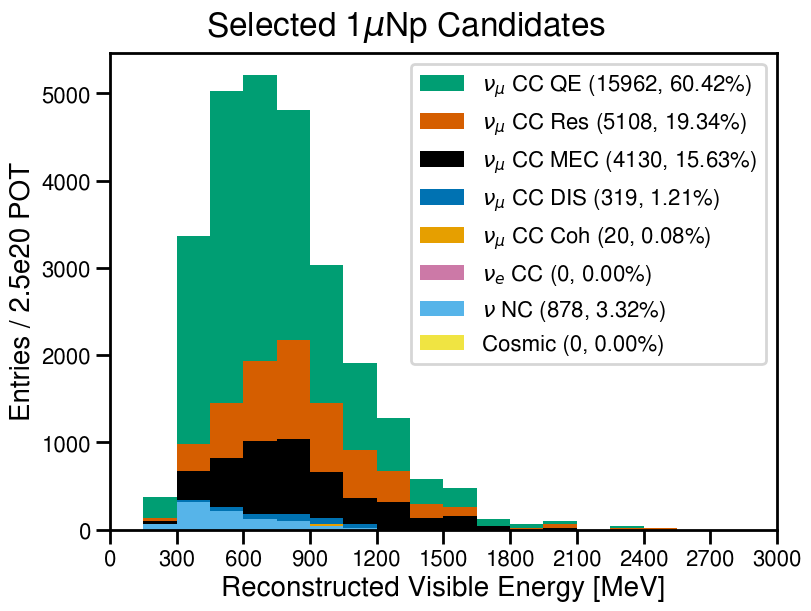 Selected 1μNp Candidates
Entries / 2.5e20 POT
5000
4000
3000
2000
1000
0
ν_μ CC QE (15962, 60.42%)
ν_μ CC Res (5108, 19.34%)
ν_μ CC MEC (4130, 15.63%)
ν_μ CC DIS (319, 1.21%)
ν_μ CC Coh (20, 0.08%)
ν_e CC (0, 0.00%)
ν NC (878, 3.32%)
Cosmic (0, 0.00%)
0 300 600 900 1200 1500 1800 2100 2400 2700 3000
Reconstructed Visible Energy [MeV]